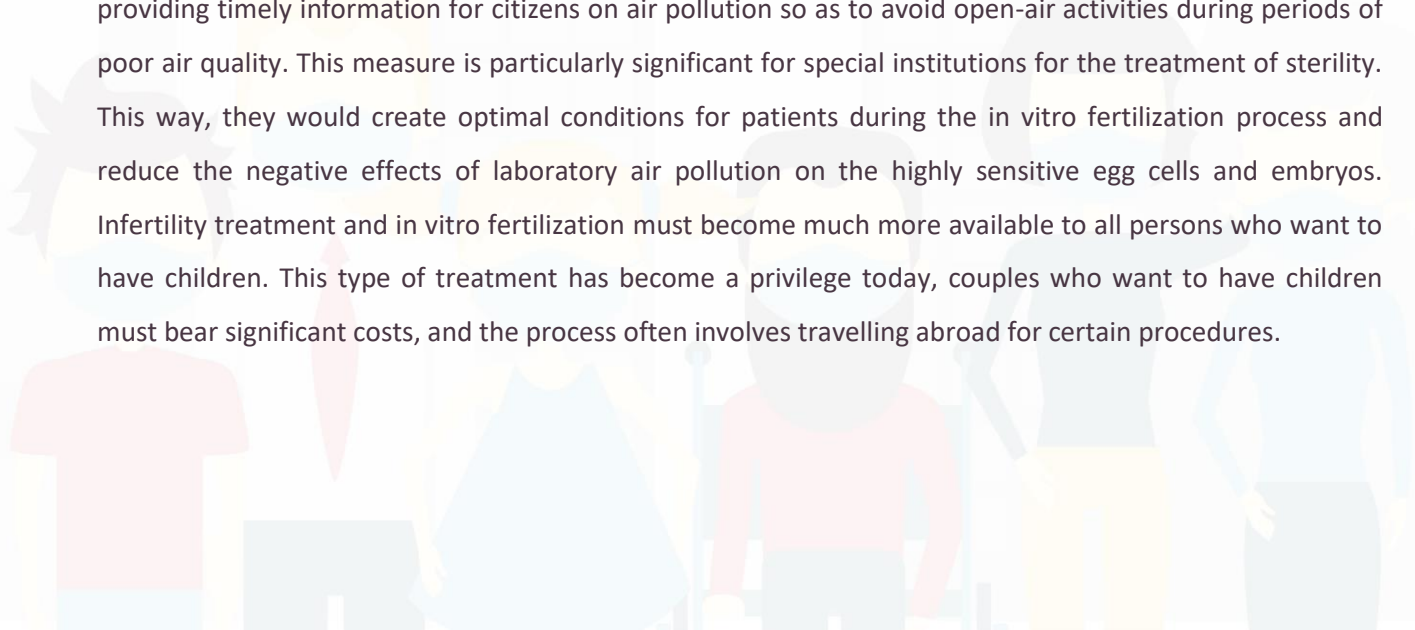 providing timely information for citizens on air pollution so as to avoid open-air activities during periods of
poor air quality. This measure is particularly significant for special institutions for the treatment of sterility.
This way, they would create optimal conditions for patients during the in vitro fertilization process and
reduce the negative effects of laboratory air pollution on the highly sensitive egg cells and embryos.
Infertility treatment and in vitro fertilization must become much more available to all persons who want to
have children. This type of treatment has become a privilege today, couples who want to have children
must bear significant costs, and the process often involves travelling abroad for certain procedures.